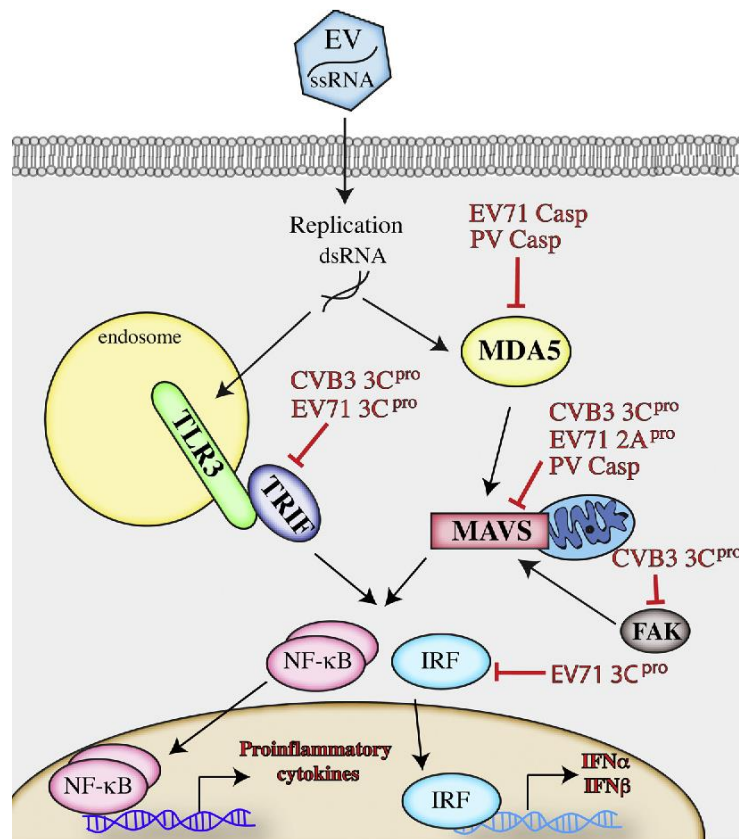 EV
ssRNA
Replication
dsRNA
EV71 Casp
PV Casp
endosome
MDA5
TLR3
CVB3 3Cpro
EV71 3Cpro
TRIF
CVB3 3Cpro
EV71 2Apro
PV Casp
MAVS
CVB3 3Cpro
FAK
NF-κB
IRF
EV71 3Cpro
NF-κB
Proinflammatory
cytokines
IRF
IFNα
IFNβ